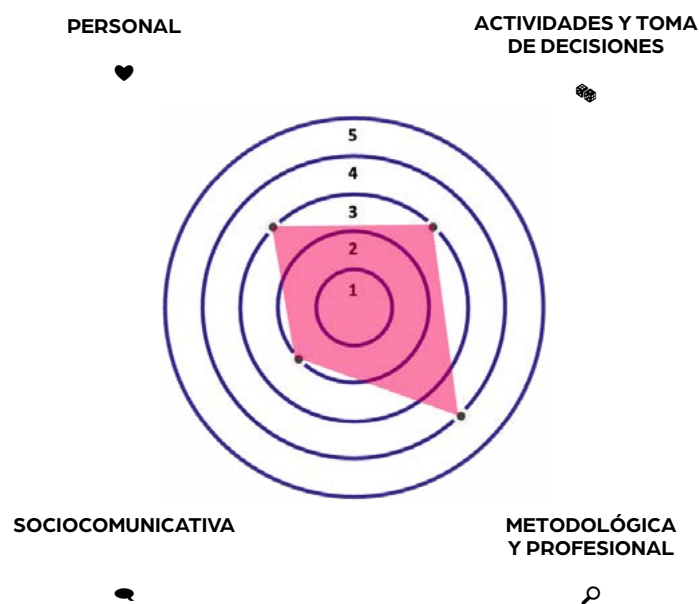 PERSONAL
ACTIVIDADES Y TOMA
DE DECISIONES
5
4
3
2
1
SOCIOCOMUNICATIVA
METODOLÓGICA
Y PROFESIONAL